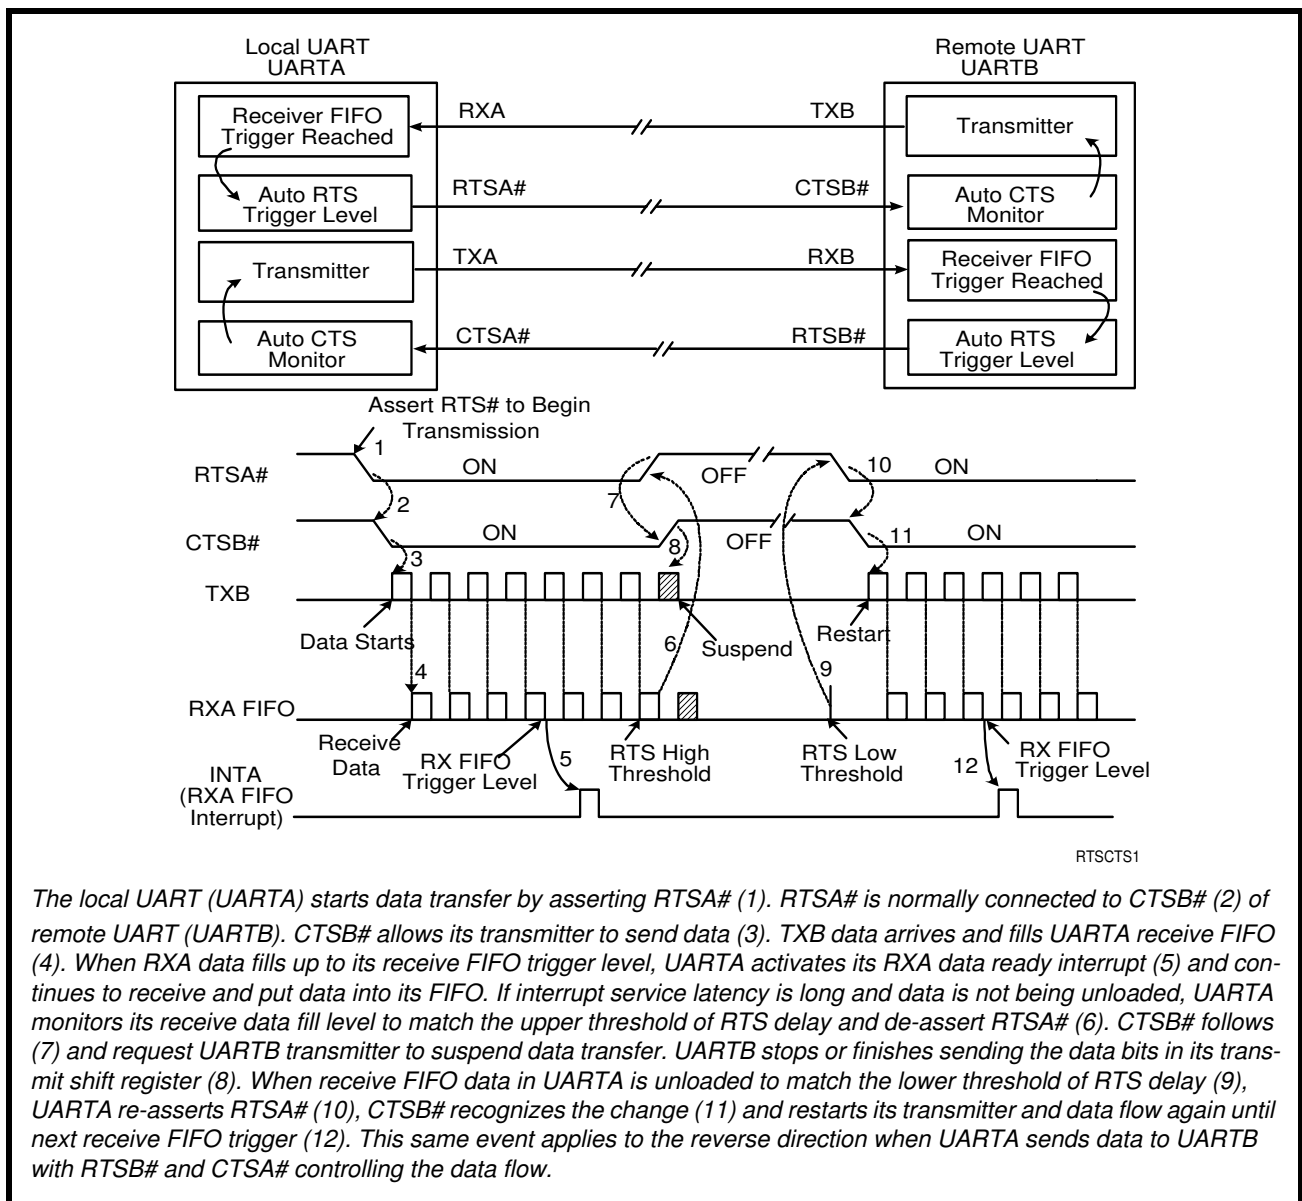 Local UART
UARTA
Remote UART
UARTB
Receiver FIFO
Trigger Reached
RXA
TXB
Transmitter
Auto RTS
Trigger Level
RTSA#
CTSB#
Auto CTS
Monitor
Transmitter
TXA
RXB
Receiver FIFO
Trigger Reached
Auto CTS
Monitor
CTSA#
RTSB#
Auto RTS
Trigger Level
Assert RTS# to Begin
Transmission
1
RTSA#
ON
OFF
10
ON
2
7
CTSB#
ON
8
OFF
11
ON
3
TXB
Data Starts
6
Suspend
Restart
4
9
RXA FIFO
Receive
Data
RX FIFO
Trigger Level
5
RTS High
Threshold
RTS Low
Threshold
12
RX FIFO
Trigger Level
INTA
(RXA FIFO
Interrupt)
RTSCTS1
The local UART (UARTA) starts data transfer by asserting RTSA# (1). RTSA# is normally connected to CTSB# (2) of
remote UART (UARTB). CTSB# allows its transmitter to send data (3). TXB data arrives and fills UARTA receive FIFO
(4). When RXA data fills up to its receive FIFO trigger level, UARTA activates its RXA data ready interrupt (5) and con-
tinues to receive and put data into its FIFO. If interrupt service latency is long and data is not being unloaded, UARTA
monitors its receive data fill level to match the upper threshold of RTS delay and de-assert RTSA# (6). CTSB# follows
(7) and request UARTB transmitter to suspend data transfer. UARTB stops or finishes sending the data bits in its trans-
mit shift register (8). When receive FIFO data in UARTA is unloaded to match the lower threshold of RTS delay (9),
UARTA re-asserts RTSA# (10), CTSB# recognizes the change (11) and restarts its transmitter and data flow again until
next receive FIFO trigger (12). This same event applies to the reverse direction when UARTA sends data to UARTB
with RTSB# and CTSA# controlling the data flow.